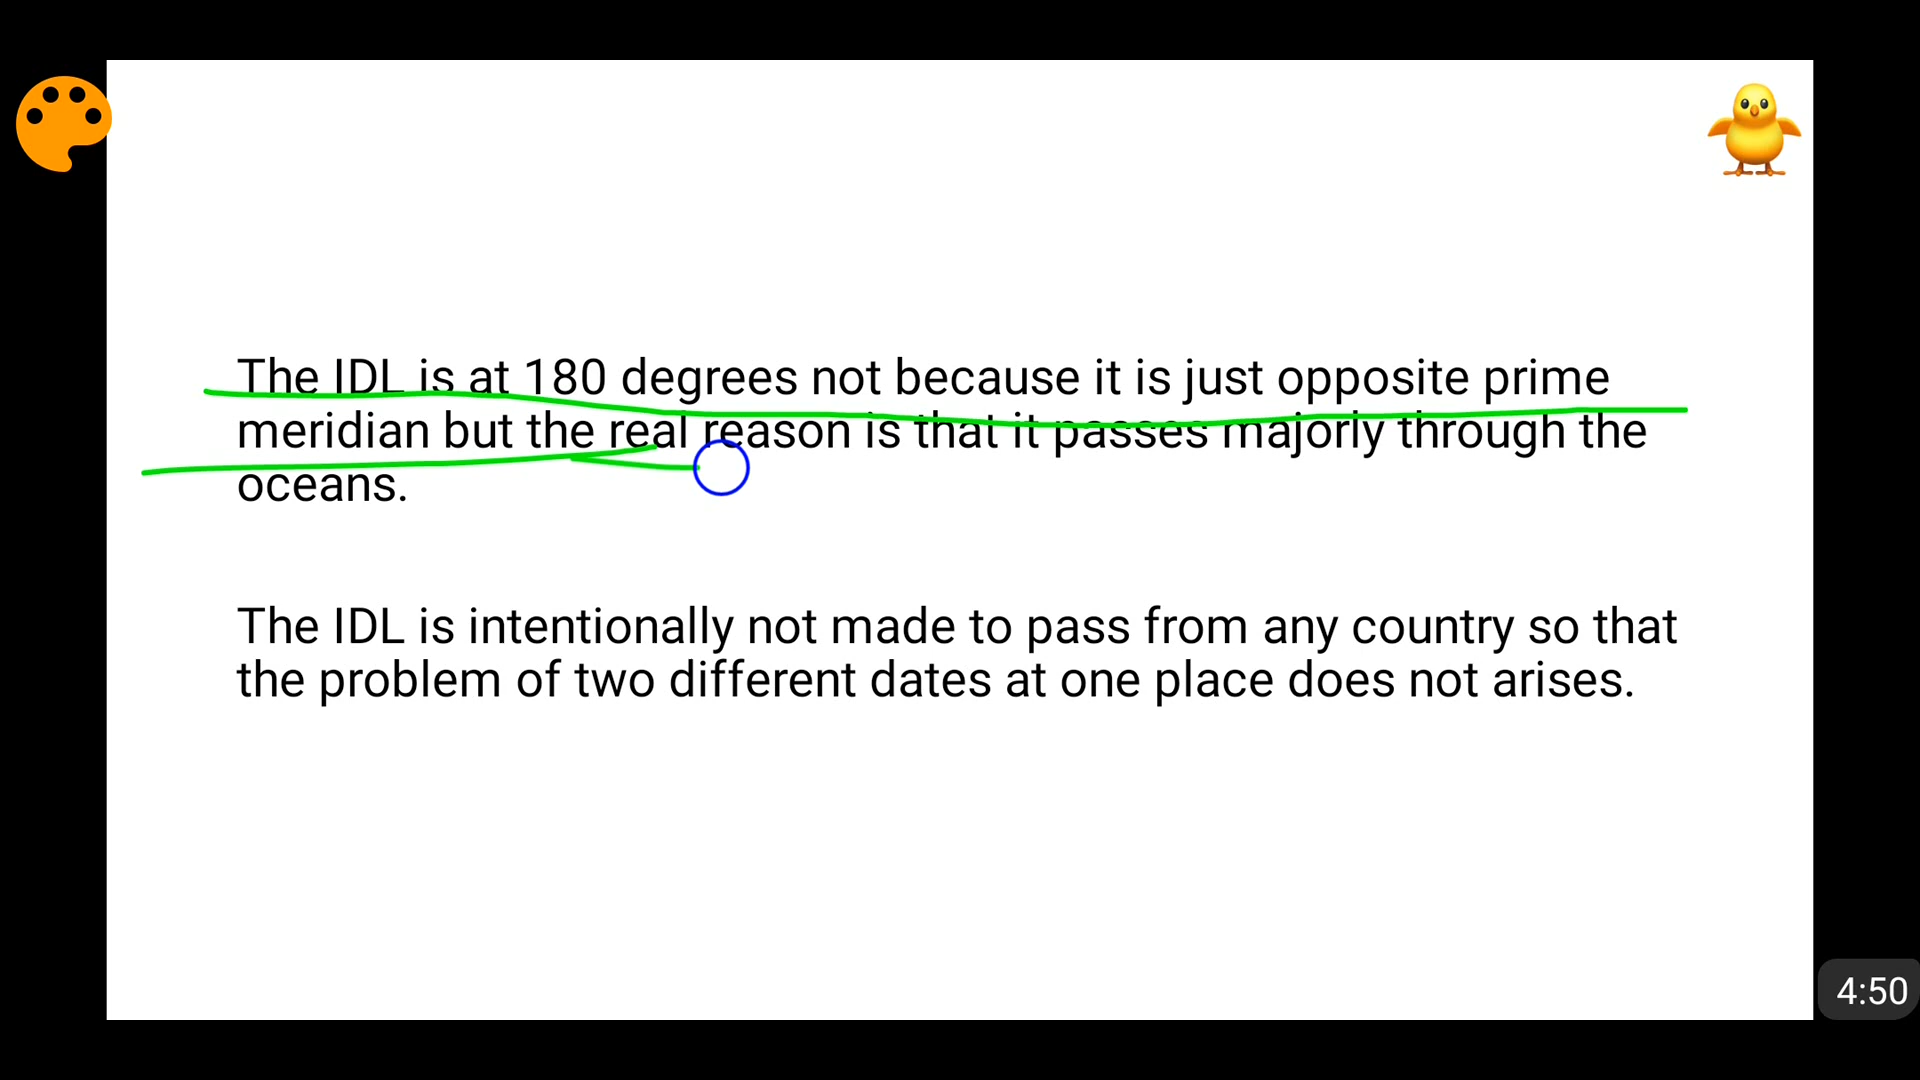 The IDL is at 180 degrees not because it is just opposite prime
meridian but the real reason is that it passes majorly through the
oceans.
The IDL is intentionally not made to pass from any country so that
the problem of two different dates at one place does not arises.
4:50